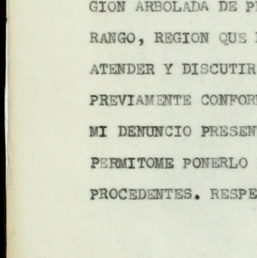 GION ARBOLADA DE P
RANGO, REGION QUE
ATENDER Y DISCUTIR
PREVIAMENTE CONFOR
MI DENUNCIO PRESEN
PERMITOME PONERLO
PROCEDENTES. RESPE